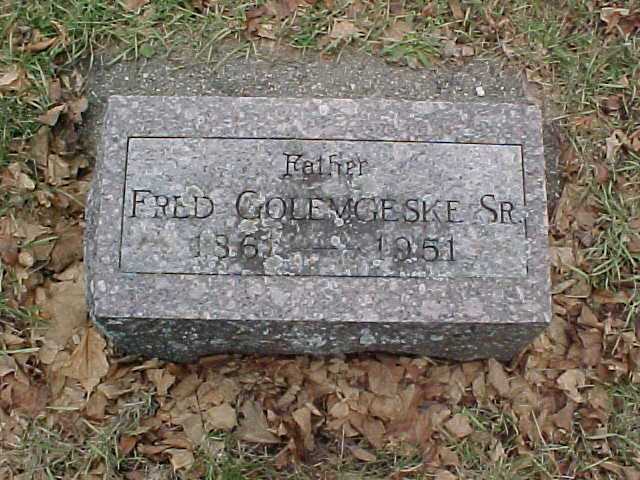 Father
FRED GOLEMGESKE SR.
1861 — 1951